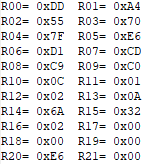 R00= 0xDD R01= 0xA4
R02= 0x55 R03= 0x70
R04= 0x7F R05= 0xE6
R06= 0xD1 R07= 0xCD
R08= 0xC9 R09= 0xC0
R10= 0x0C R11= 0x01
R12= 0x02 R13= 0x0A
R14= 0x6A R15= 0x32
R16= 0x02 R17= 0x00
R18= 0x00 R19= 0x00
R20= 0xE6 R21= 0x00